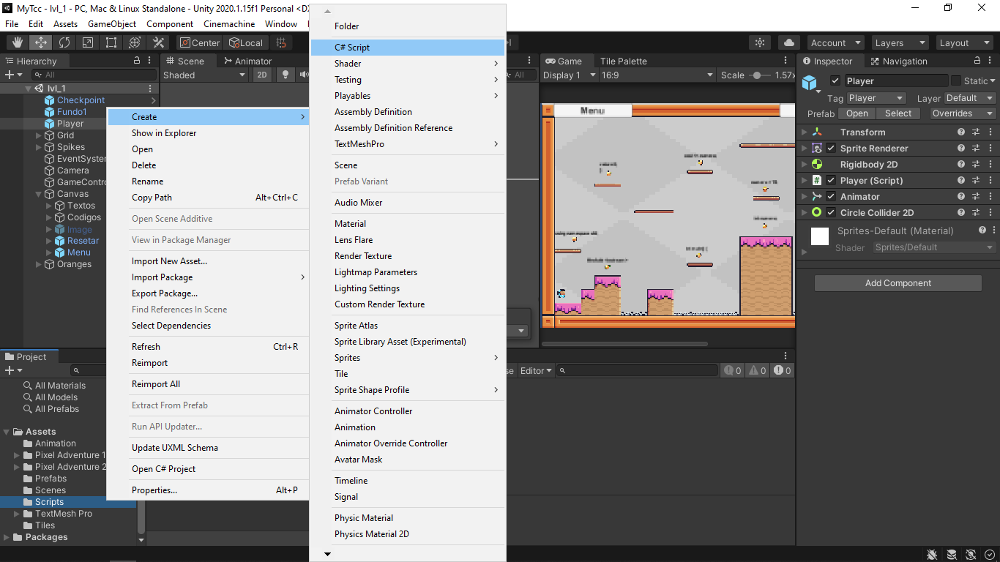 MyTcc - lvl_1 - PC, Mac & Linux Standalone - Unity 2020.1.15f1 Personal <DX
File Edit Assets GameObject Component Cinemachine Window
Center Local
Account Layers Layout
Hierarchy
All
lvl_1
Checkpoint
Fundo1
Player
Grid
Spikes
EventSystem
Camera
GameContro
Canvas
Textos
Codigos
Image
Resetar
Menu
Oranges
Scene Animator
Shaded 2D
All
Create
Show in Explorer
Open
Delete
Rename
Copy Path Alt+Ctrl+C
Open Scene Additive
View in Package Manager
Import New Asset...
Import Package
Export Package...
Find References In Scene
Select Dependencies
Refresh Ctrl+R
Reimport
Reimport All
Extract From Prefab
Run API Updater...
Update UXML Schema
Open C# Project
Properties... Alt+P
Folder
C# Script
Shader
Testing
Playables
Assembly Definition
Assembly Definition Reference
TextMeshPro
Scene
Prefab Variant
Audio Mixer
Material
Lens Flare
Render Texture
Lightmap Parameters
Lighting Settings
Custom Render Texture
Sprite Atlas
Sprite Library Asset (Experimental)
Sprites
Tile
Sprite Shape Profile
Animator Controller
Animation
Animator Override Controller
Avatar Mask
Timeline
Signal
Physic Material
Physics Material 2D
Game Tile Palette
Display 1 16:9 Scale 1.57x
Menu
Inspector Navigation
Player Static
Tag Player Layer Default
Prefab Open Select Overrides
Transform
Sprite Renderer
Rigidbody 2D
Player (Script)
Animator
Circle Collider 2D
Sprites-Default (Material)
Shader Sprites/Default
Add Component
Project
All Materials
All Models
All Prefabs
Assets
Animation
Pixel Adventure 1
Pixel Adventure 2
Prefabs
Scenes
Scripts
TextMesh Pro
Tiles
Packages
se Editor 0 0 0